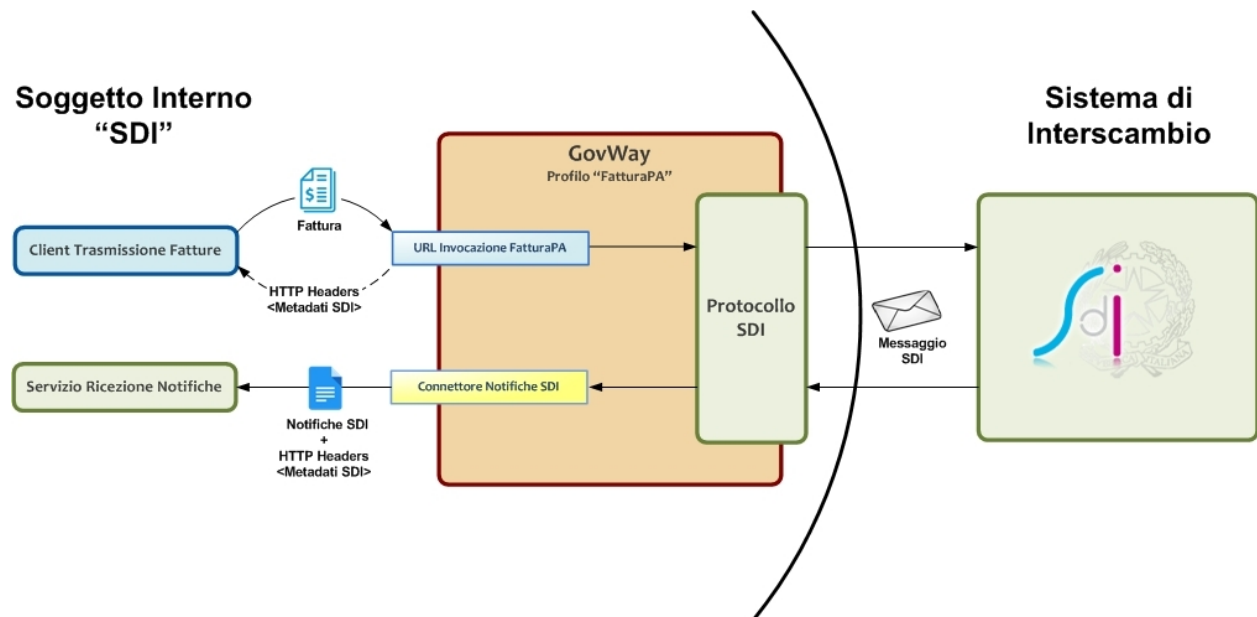 Soggetto Interno
“SDI”
Sistema di
Interscambio
GovWay
Profilo “FatturaPA”
Fattura
Client Trasmissione Fatture
URL Invocazione FatturaPA
HTTP Headers
<Metadati SDI>
Protocollo
SDI
Messaggio
SDI
Sdi
Servizio Ricezione Notifiche
Connettore Notifiche SDI
Notifiche SDI
+
HTTP Headers
<Metadati SDI>